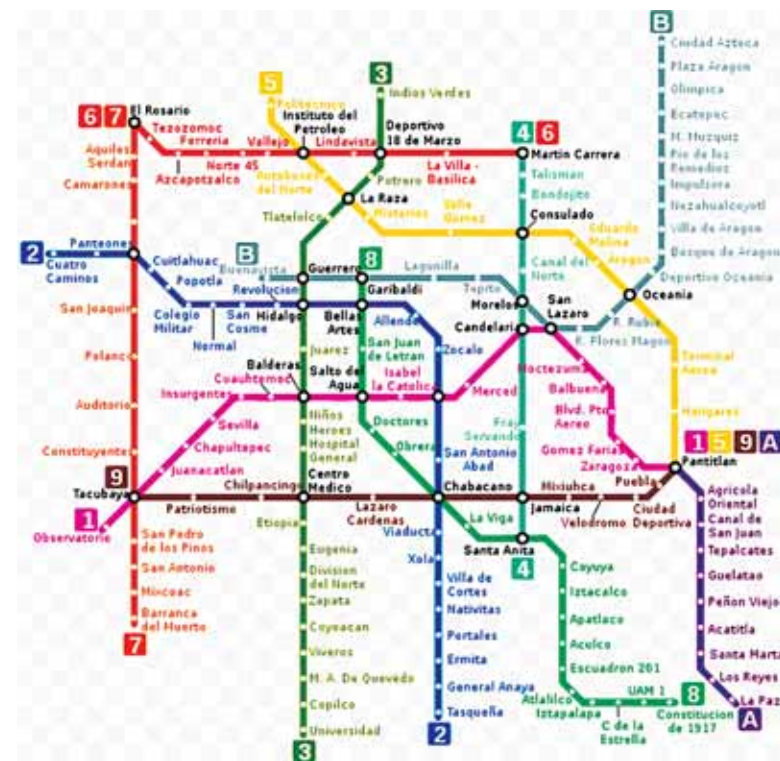 B
Ciudad Azteca
Plaza Aragon
Olimpica
Ecatepec
M. Muzquiz
Rio de los
Remedios
Impulsora
Nezahualcoyotl
Villa de Aragon
Bosque de Aragon
Deportivo Oceania
Oceania
R. Flores Magon
San
Lazaro
Tepito
Lagunilla
Garibaldi
Guerrero
Buenavista
B
3
Indios Verdes
Deportivo
18 de Marzo
Potrero
La Raza
Tlatelolco
Hidalgo
Juarez
Balderas
Niños
Heroes
Hospital
General
Centro
Medico
Etiopia
Eugenia
Division
del Norte
Zapata
Coyoacan
Viveros
M. A. De Quevedo
Copilco
Universidad
3
5
Politecnico
Instituto del
Petroleo
Autobuses
del Norte
Misterios
Valle
Gomez
Consulado
Eduardo
Molina
Aragon
Terminal
Aerea
Hangares
Pantitlan
6
7
El Rosario
Tezozomoc
Ferreria
Azcapotzalco
Norte 45
Vallejo
Lindavista
La Villa -
Basilica
4
6
Martin Carrera
Talisman
Bondojito
Canal del
Norte
Morelos
Candelaria
Fray
Servando
Jamaica
Santa Anita
4
Aquiles
Serdan
Camarones
Panteones
San Joaquin
Polanc
Auditorio
Constituyente
9
Tacubaya
San Pedro
de los Pinos
San Antonio
Mixcoac
Barranca
del Muerto
7
2
Cuatro
Caminos
Cuitlahuac
Popotla
Colegio
Militar
Normal
San
Cosme
Revolucion
Bellas
Artes
Allende
Zocalo
San Antonio
Abad
Chabacano
Viaducto
Xola
Villa de
Cortes
Nativitas
Portales
Ermita
General Anaya
Tasqueña
2
1
Observatorio
Juanacatlan
Chapultepec
Sevilla
Insurgentes
Cuauhtemoc
Salto de
Agua
Isabel
la Catolica
Merced
Moctezuma
Balbuena
Blvd. Pto
Aereo
Gomez Faria
Zaragoza
1
5
9
A
Patriotismo
Chilpancingo
Lazaro
Cardenas
Mixiuhca
Velodromo
Ciudad
Deportiva
Puebla
8
San Juan
de Letran
Doctores
Obrera
La Viga
Coyuya
Iztacalco
Apatlaco
Aculco
Escuadron 201
Atlalilco
Iztapalapa
C de la
Estrella
UAM 1
Constitucion
de 1917
8
Agricola
Oriental
Canal de
San Juan
Tepalcates
Guelatao
Peñon Viejo
Acatitla
Santa Marta
Los Reyes
La Paz
A